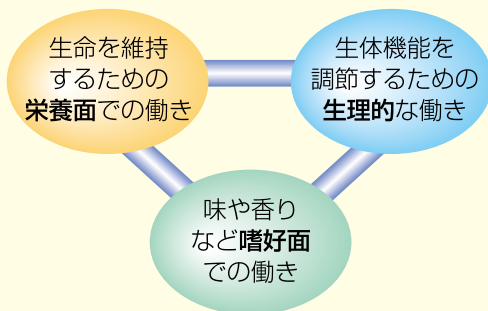 生命を維持
するための
栄養面での働き
生体機能を
調節するための
生理的な働き
味や香り
など嗜好面
での働き